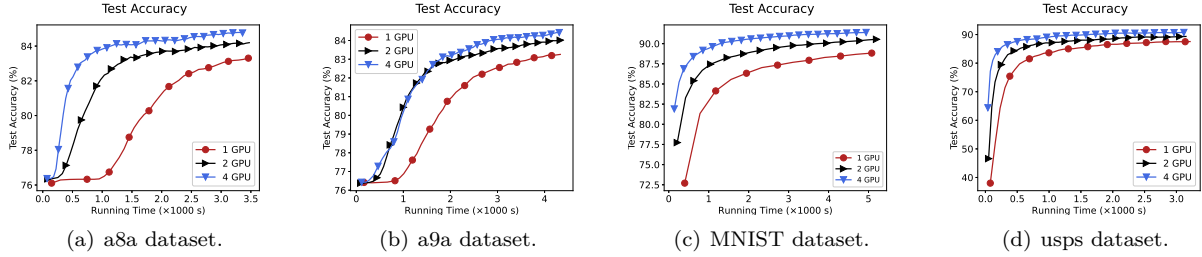 Test Accuracy
84
82
80
78
76
Test Accuracy (%)
1 GPU
2 GPU
4 GPU
0.0 0.5 1.0 1.5 2.0 2.5 3.0 3.5
Running Time (×1000 s)
(a) a8a dataset.
Test Accuracy
84
83
82
81
80
79
78
77
76
Test Accuracy (%)
1 GPU
2 GPU
4 GPU
0 1 2 3 4
Running Time (×1000 s)
(b) a9a dataset.
Test Accuracy
90.0
87.5
85.0
82.5
80.0
77.5
75.0
72.5
Test Accuracy (%)
1 GPU
2 GPU
4 GPU
0 1 2 3 4 5
Running Time (×1000 s)
(c) MNIST dataset.
Test Accuracy
90
80
70
60
50
40
Test Accuracy (%)
1 GPU
2 GPU
4 GPU
0.0 0.5 1.0 1.5 2.0 2.5 3.0
Running Time (×1000 s)
(d) usps dataset.